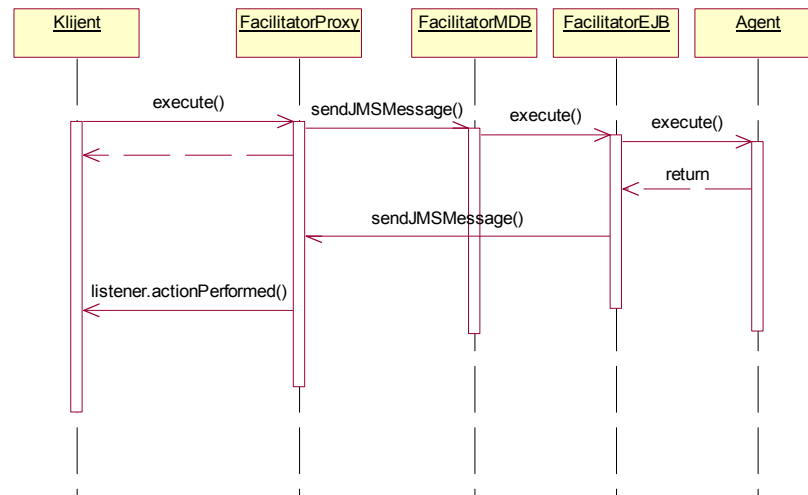 Klijent
FacilitatorProxy
FacilitatorMDB
FacilitatorEJB
Agent
execute()
sendJMSMessage()
execute()
execute()
return
sendJMSMessage()
listener.actionPerformed()